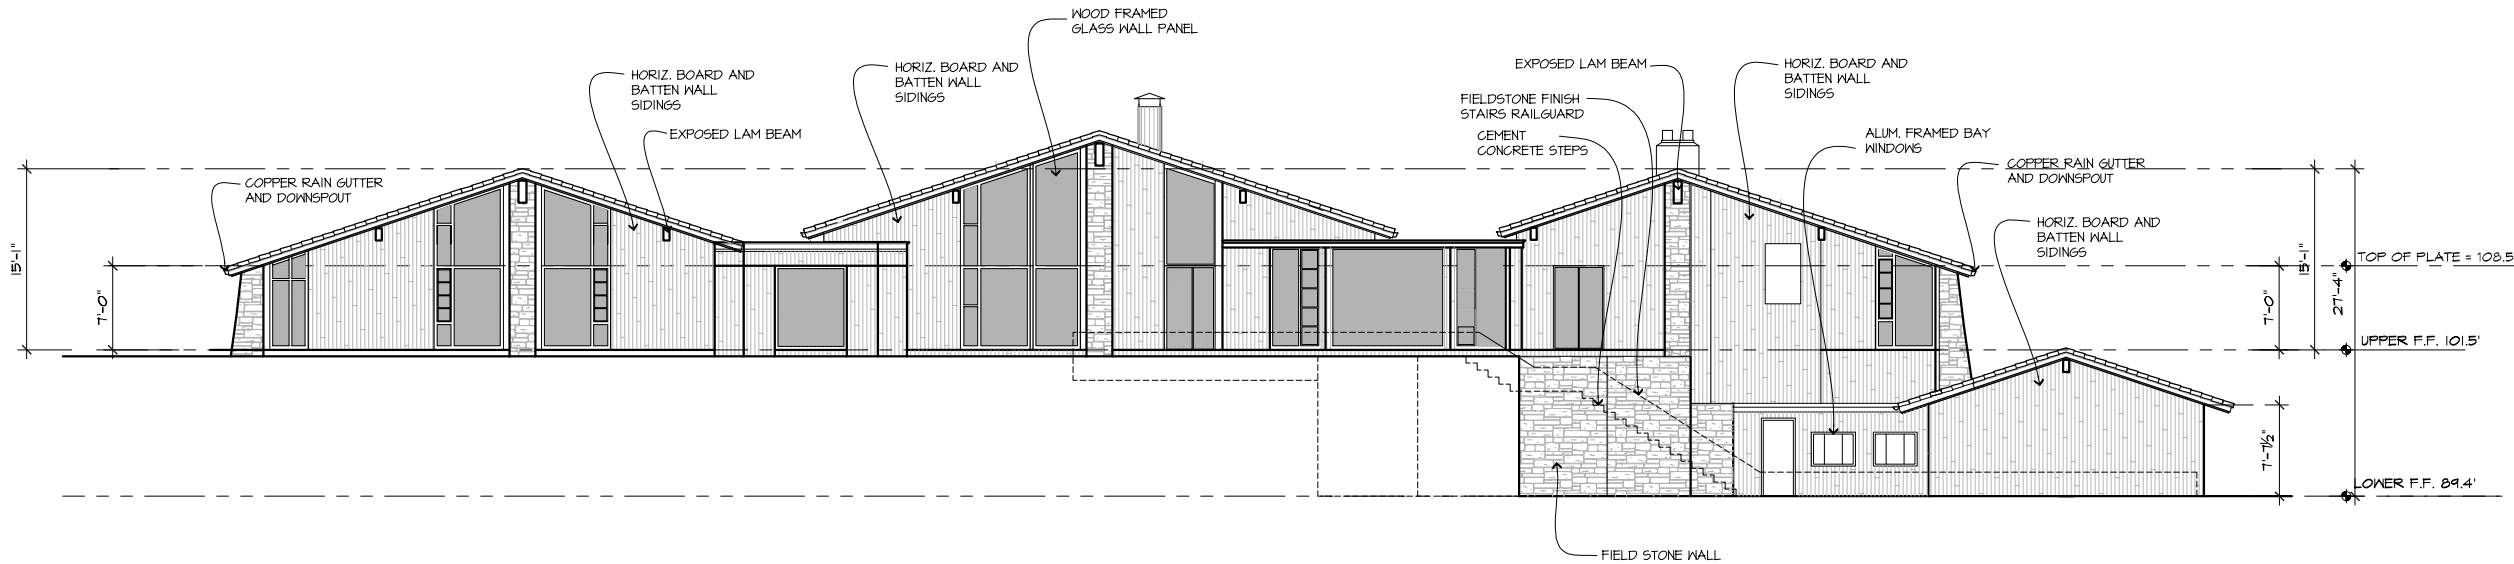 WOOD FRAMED
GLASS WALL PANEL
HORIZ. BOARD AND
BATTEN WALL
SIDINGS
HORIZ. BOARD AND
BATTEN WALL
SIDINGS
EXPOSED LAM BEAM
HORIZ. BOARD AND
BATTEN WALL
SIDINGS
FIELDSTONE FINISH
STAIRS RAILGUARD
CEMENT
CONCRETE STEPS
ALUM. FRAMED BAY
WINDOWS
EXPOSED LAM BEAM
COPPER RAIN GUTTER
AND DOWNSPOUT
COPPER RAIN GUTTER
AND DOWNSPOUT
HORIZ. BOARD AND
BATTEN WALL
SIDINGS
15'-1"
7'-0"
15'-1"
27'-4"
7'-0"
TOP OF PLATE = 108.5
UPPER F.F. 101.5'
7'-7½"
LOWER F.F. 89.4'
FIELD STONE WALL